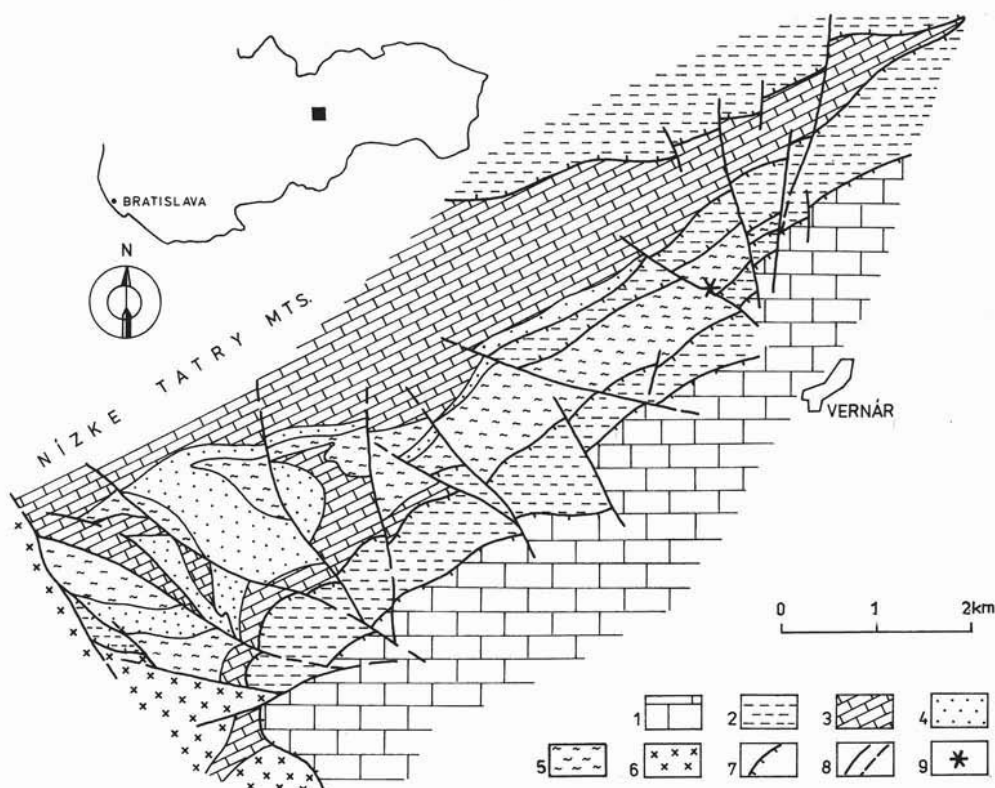 BRATISLAVA
N
NÍZKE TATRY MTS.
VERNÁR
0 1 2km
1 2 3 4
5 6 7 8 9